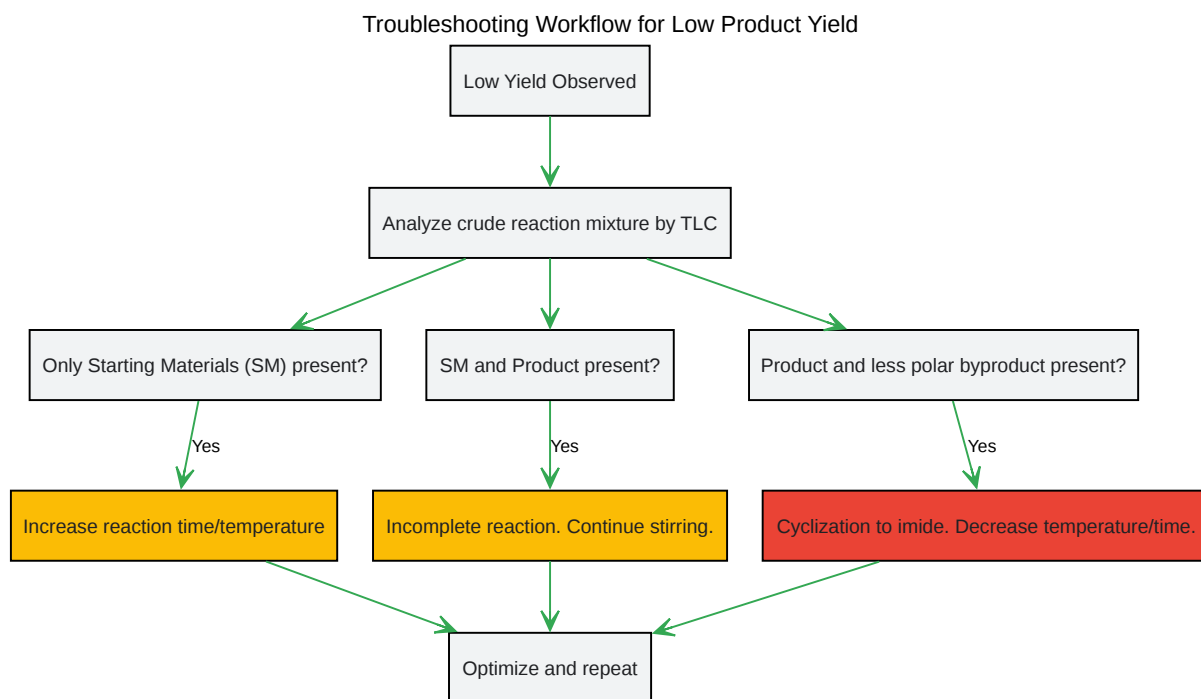 Troubleshooting Workflow for Low Product Yield
Low Yield Observed
Analyze crude reaction mixture by TLC
Only Starting Materials (SM) present?
SM and Product present?
Product and less polar byproduct present?
Yes
Yes
Yes
Increase reaction time/temperature
Incomplete reaction. Continue stirring.
Cyclization to imide. Decrease temperature/time.
Optimize and repeat